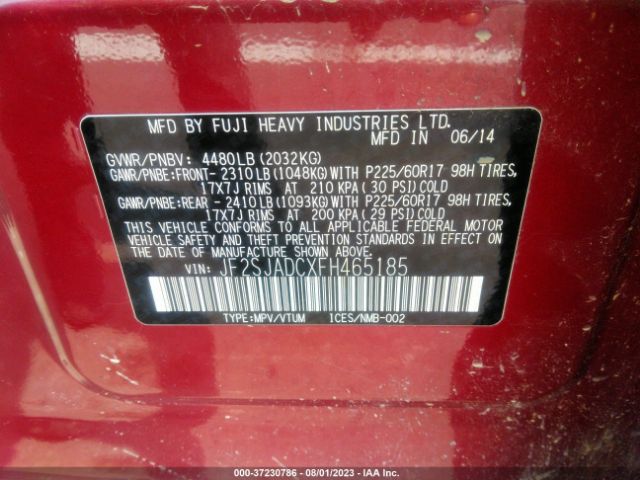 MFD BY FUJI HEAVY INDUSTRIES LTD.
MFD IN 06/14
GVWR/PNBV: 4480LB(2032KG)
GAWR/PNBE:FRONT-2310LB(1048KG)WITH P225/60R17 98H TIRES,
17X7J RIMS AT 210 KPA(30 PSI)COLD
GAWR/PNBE:REAR -2410LB(1093KG)WITH P225/60R17 98H TIRES,
17X7J RIMS AT 200 KPA(29 PSI)COLD
THIS VEHICLE CONFORMS TO ALL APPLICABLE FEDERAL MOTOR
VEHICLE SAFETY AND THEFT PREVENTION STANDARDS IN EFFECT ON
THE DATE OF MANUFACTURE SHOWN ABOVE.
VIN: JF2SJADCXFH465185
TYPE:MPV/VTUM ICES/NMB-002
000-37230786 - 08/01/2023 - IAA Inc.